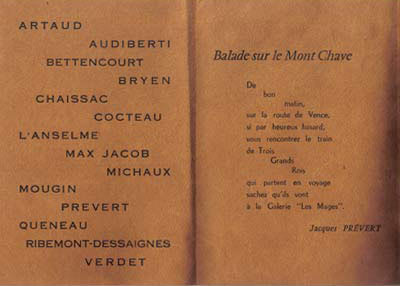 ARTAUD
AUDIBERTI
BETTENCOURT
BRYEN
CHAISSAC
COCTEAU
L'ANSELME
MAX JACOB
MICHAUX
MOUGIN
PREVERT
QUENEAU
RIBEMONT-DESSAIGNES
VERDET
Balade sur le Mont Chave
De
bon
matin,
sur la route de Vence,
si par heureux hasard,
vous rencontrer le train
de Trois
Grands
Rois
qui partent en voyage
sachez qu'ils vont
à la Galerie "Les Mages".
Jacques PRÉVERT